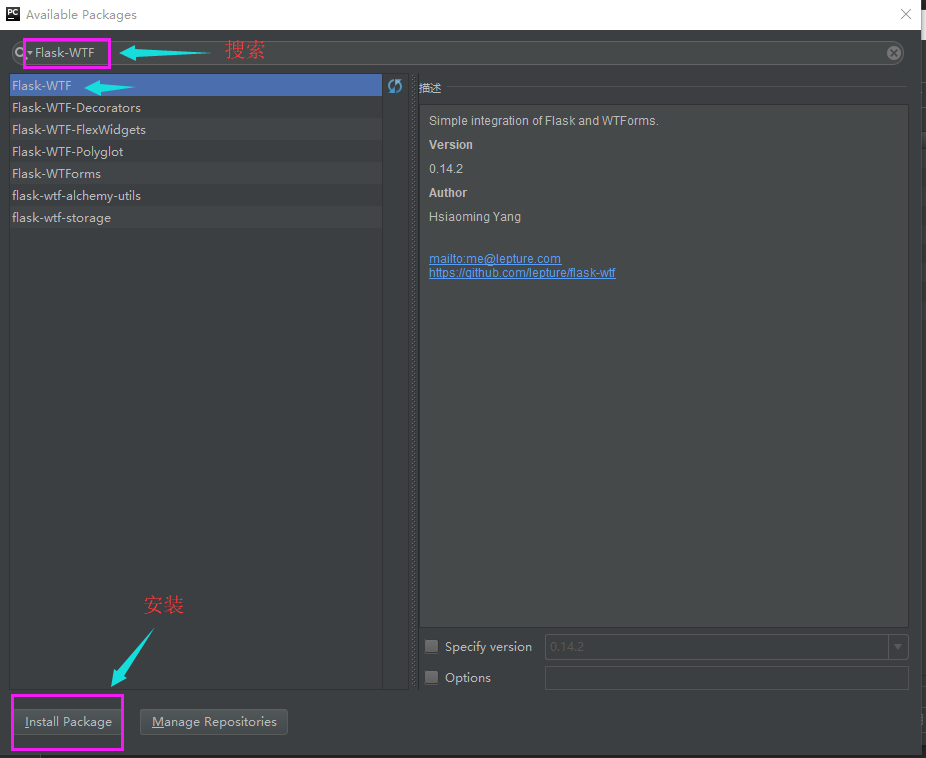 PC Available Packages
Flask-WTF
搜索
Flask-WTF
Flask-WTF-Decorators
Flask-WTF-FlexWidgets
Flask-WTF-Polyglot
Flask-WTForms
flask-wtf-alchemy-utils
flask-wtf-storage
描述
Simple integration of Flask and WTForms.
Version
0.14.2
Author
Hsiaoming Yang
mailto:me@lepture.com
https://github.com/lepture/flask-wtf
安装
Specify version 0.14.2
Options
Install Package Manage Repositories